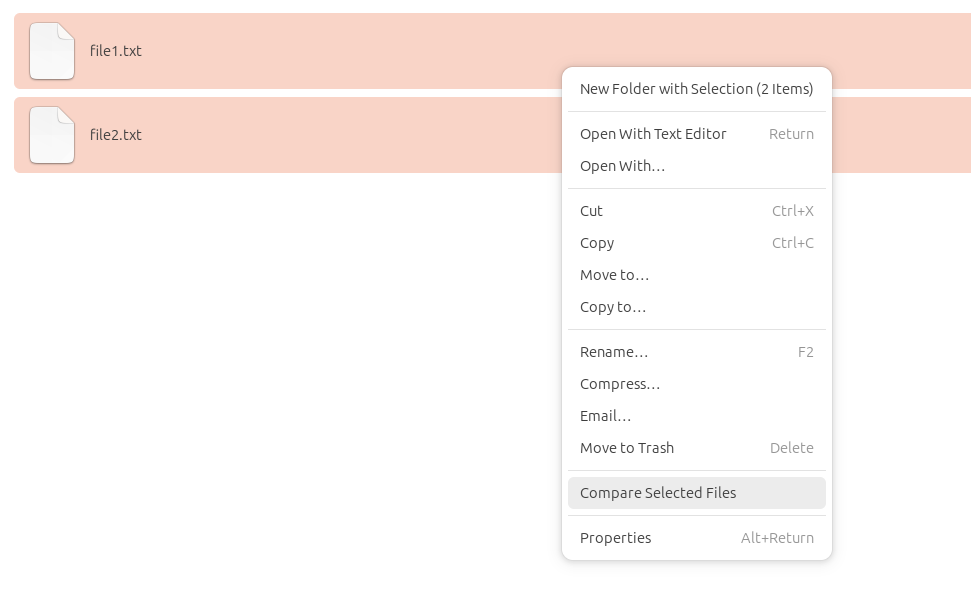 file1.txt
file2.txt
New Folder with Selection (2 Items)
Open With Text Editor Return
Open With…
Cut Ctrl+X
Copy Ctrl+C
Move to…
Copy to…
Rename… F2
Compress…
Email…
Move to Trash Delete
Compare Selected Files
Properties Alt+Return